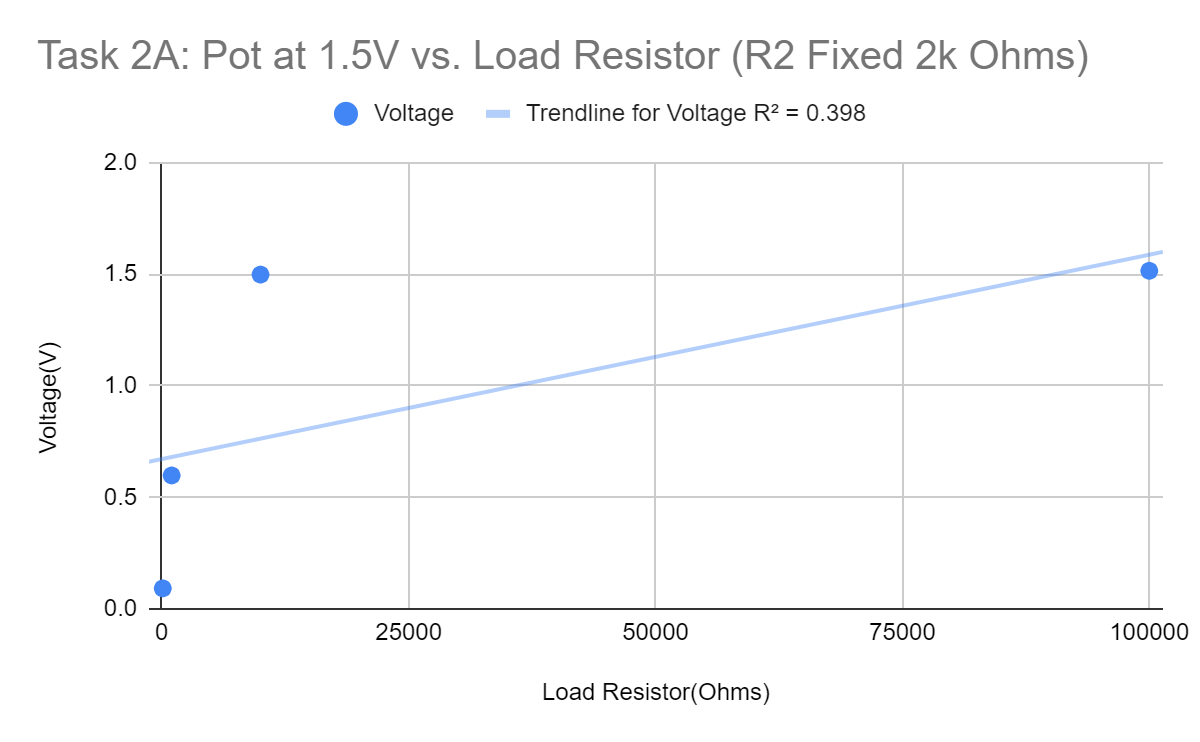 Task 2A: Pot at 1.5V vs. Load Resistor (R2 Fixed 2k Ohms)
Voltage Trendline for Voltage R² = 0.398
2.0
1.5
1.0
0.5
0.0
Voltage(V)
0 25000 50000 75000 100000
Load Resistor(Ohms)